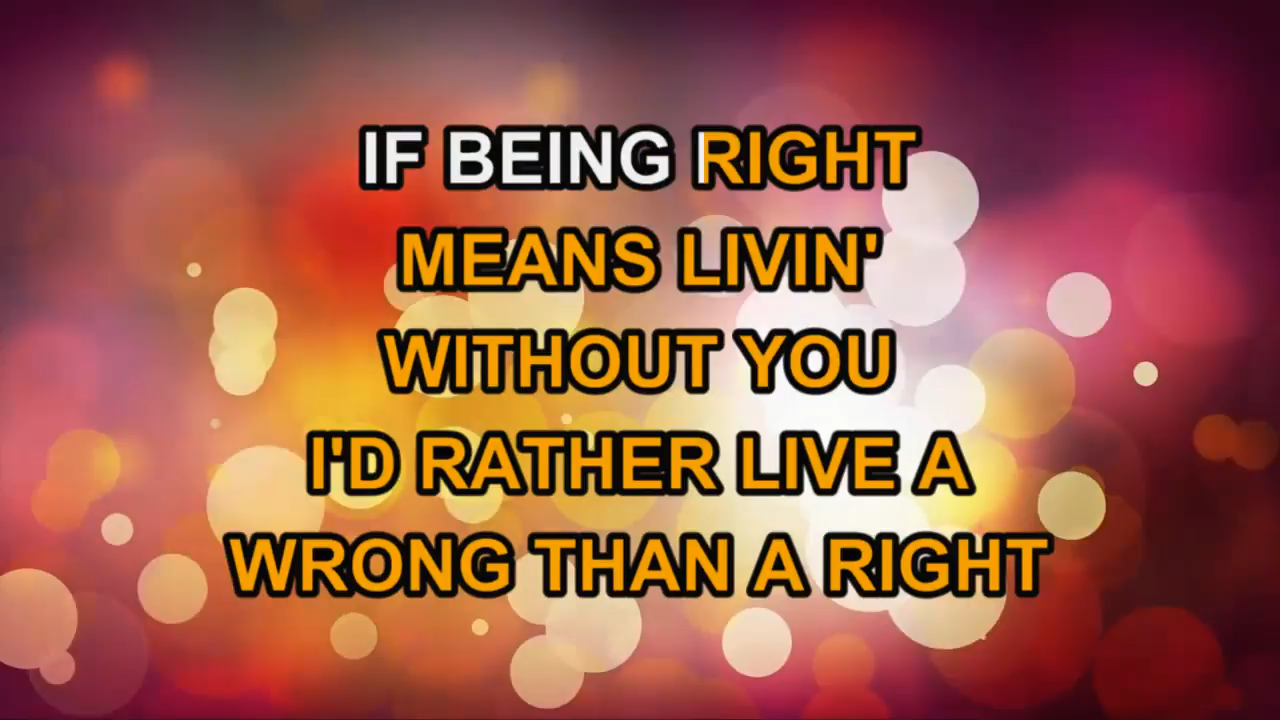 IF BEING RIGHT
MEANS LIVIN'
WITHOUT YOU
I'D RATHER LIVE A
WRONG THAN A RIGHT